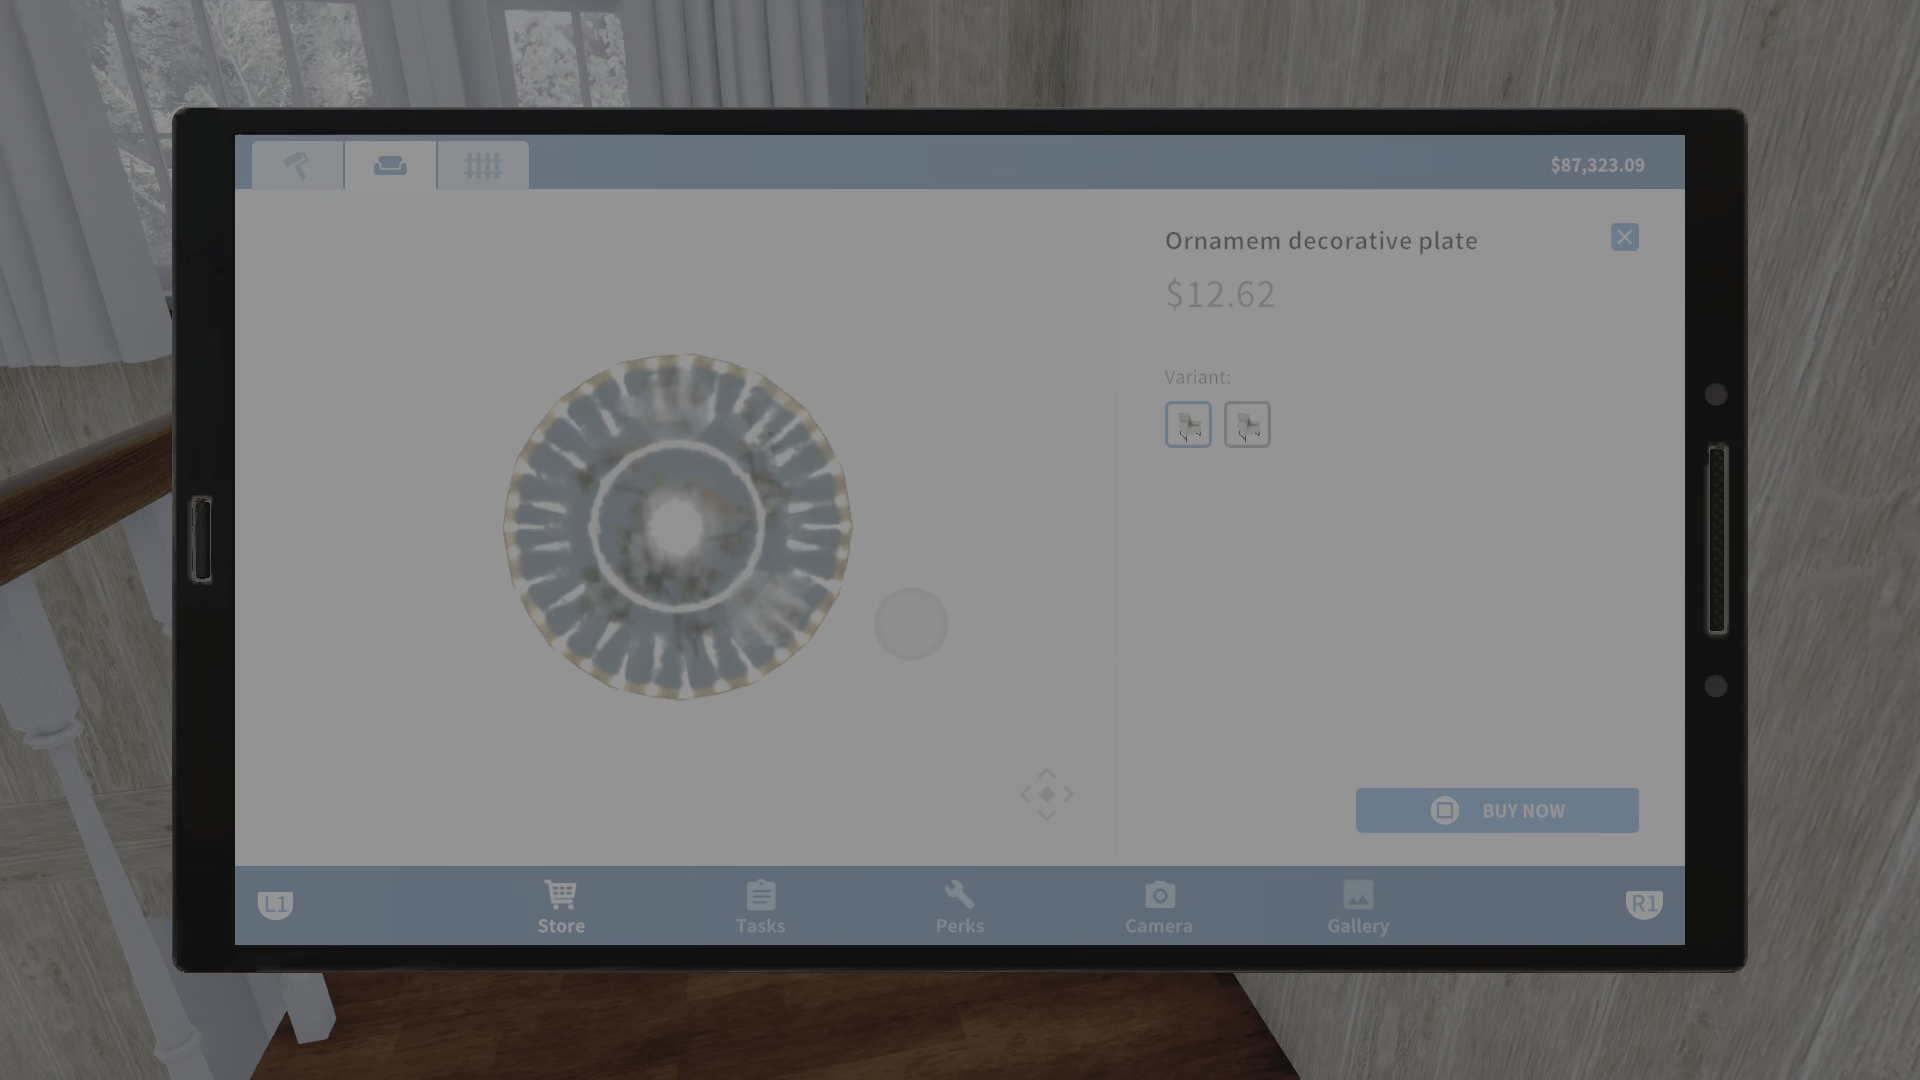 $87,323.09
Ornamem decorative plate
$12.62
Variant:
BUY NOW
L1
Store
Tasks
Perks
Camera
Gallery
R1